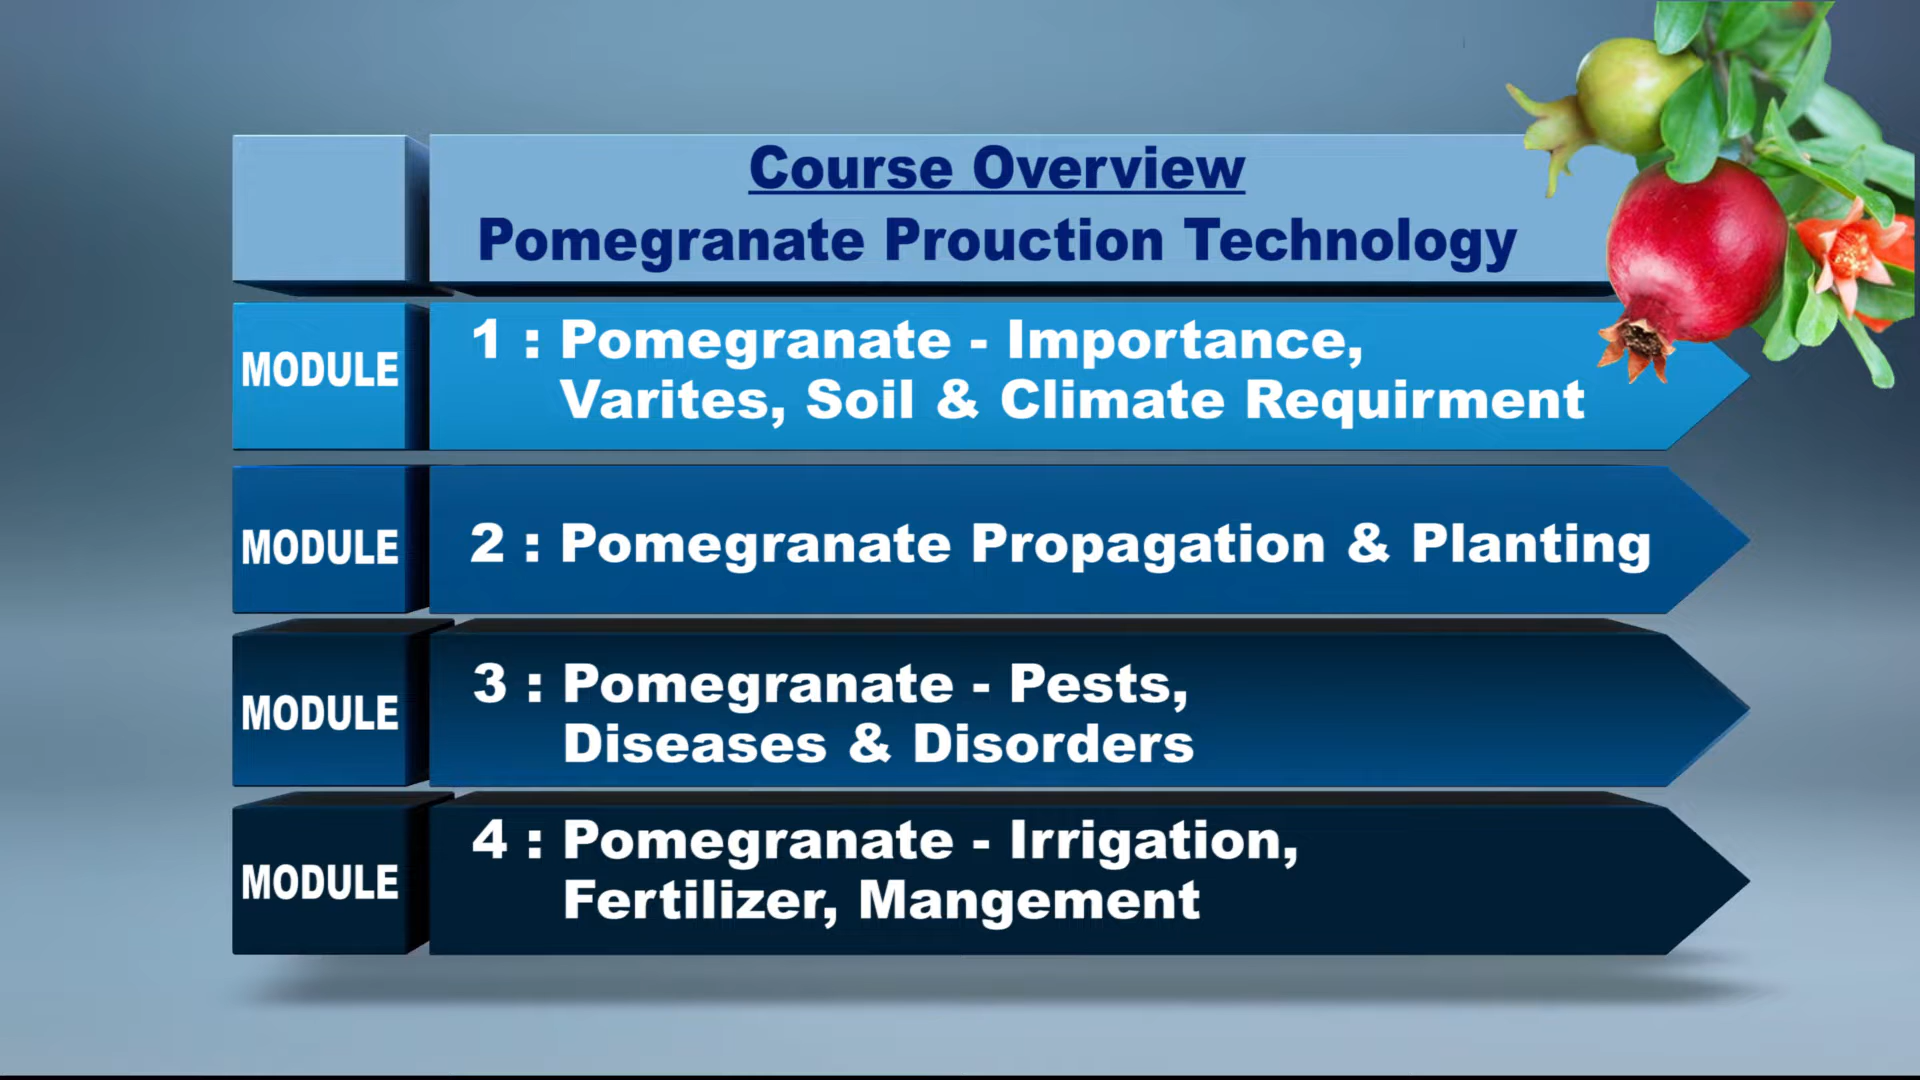 Course Overview
Pomegranate Prouction Technology
MODULE
1 : Pomegranate - Importance,
Varites, Soil & Climate Requirment
MODULE
2 : Pomegranate Propagation & Planting
MODULE
3 : Pomegranate - Pests,
Diseases & Disorders
MODULE
4 : Pomegranate - Irrigation,
Fertilizer, Mangement